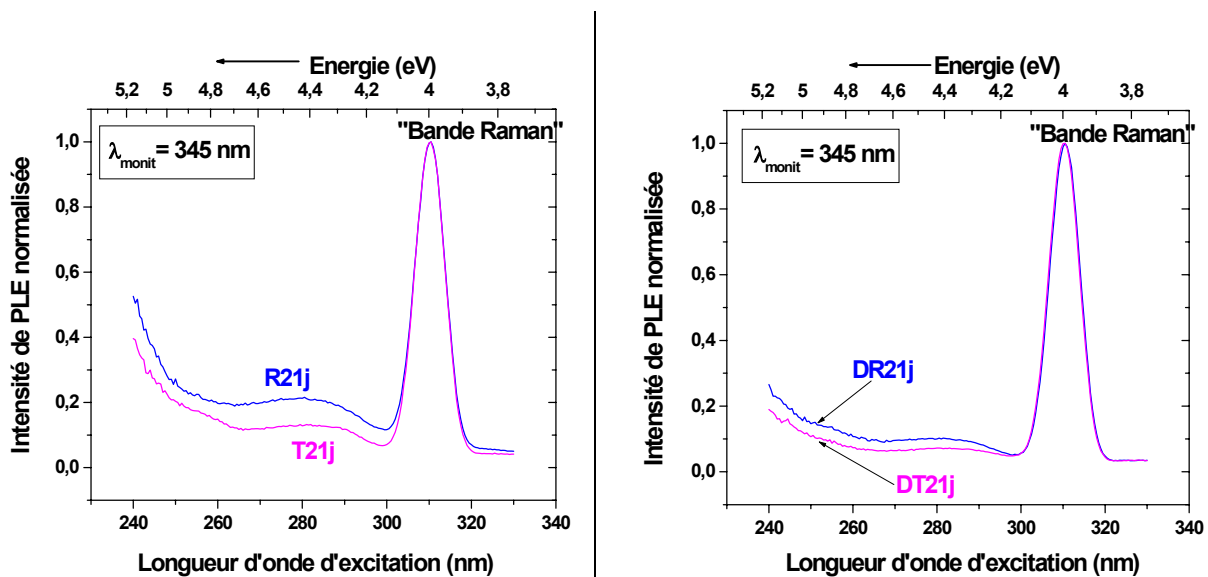 Energie (eV)
5,2 5 4,8 4,6 4,4 4,2 4 3,8
"Bande Raman"
λmonit = 345 nm
Intensité de PLE normalisée
1,0
0,8
0,6
0,4
0,2
0,0
R21j
T21j
240 260 280 300 320 340
Longueur d'onde d'excitation (nm)
Energie (eV)
5,2 5 4,8 4,6 4,4 4,2 4 3,8
"Bande Raman"
λmonit = 345 nm
Intensité de PLE normalisée
1,0
0,8
0,6
0,4
0,2
0,0
DR21j
DT21j
240 260 280 300 320 340
Longueur d'onde d'excitation (nm)